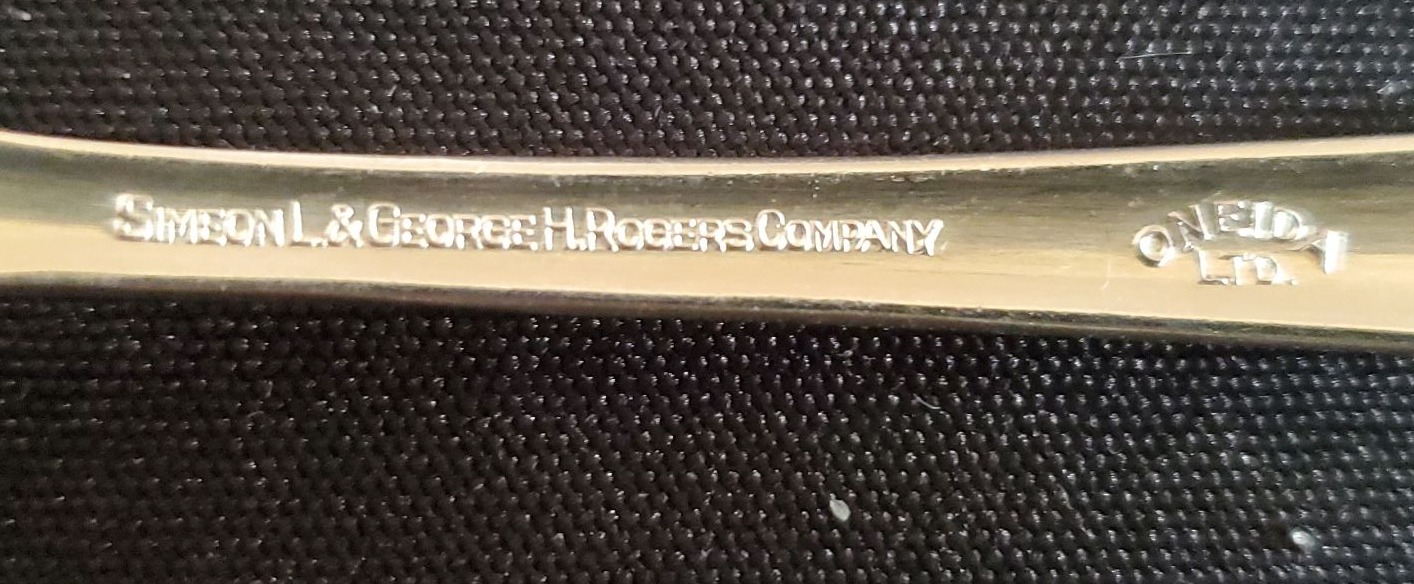 SIMEON L. & GEORGE H. ROGERS COMPANY
ONEIDA
LTD.